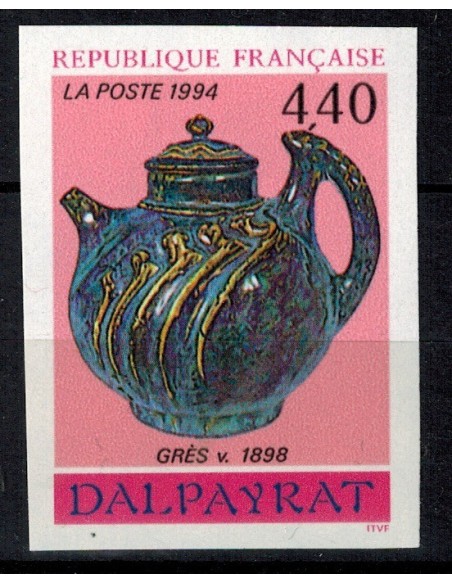 REPUBLIQUE FRANÇAISE
LA POSTE 1994
4,40
GRÈS v. 1898
DALPAYRAT
ITVF